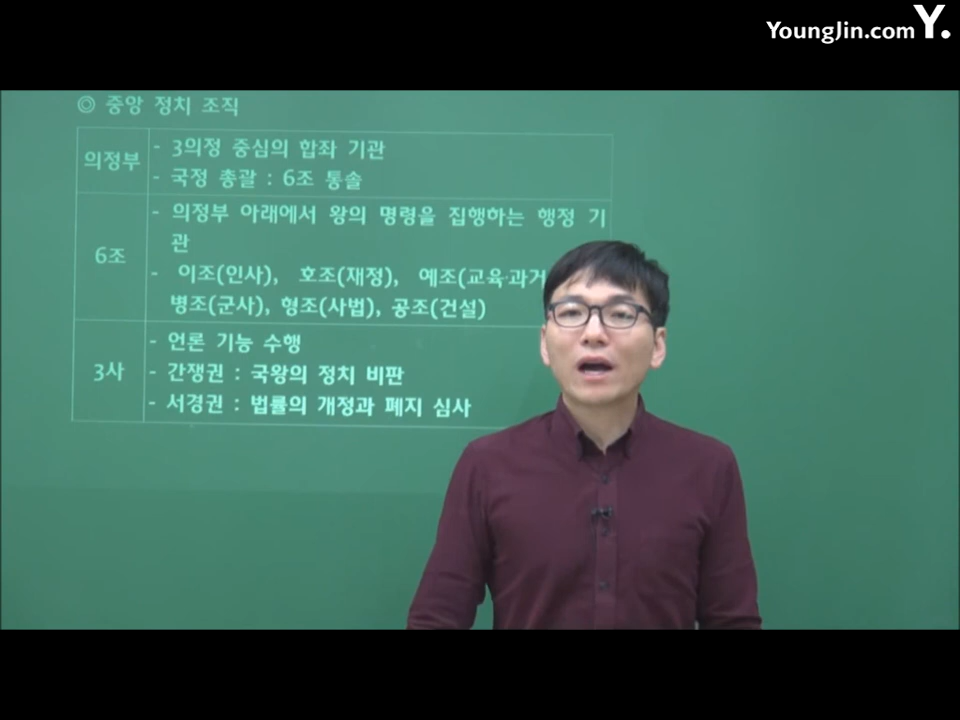 YoungJin.com Y.
◎ 중앙 정치 조직
의정부
- 3의정 중심의 합좌 기관
- 국정 총괄 : 6조 통솔
6조
- 의정부 아래에서 왕의 명령을 집행하는 행정 기
관
- 이조(인사), 호조(재정), 예조(교육·과거
병조(군사), 형조(사법), 공조(건설)
3사
- 언론 기능 수행
- 간쟁권 : 국왕의 정치 비판
- 서경권 : 법률의 개정과 폐지 심사